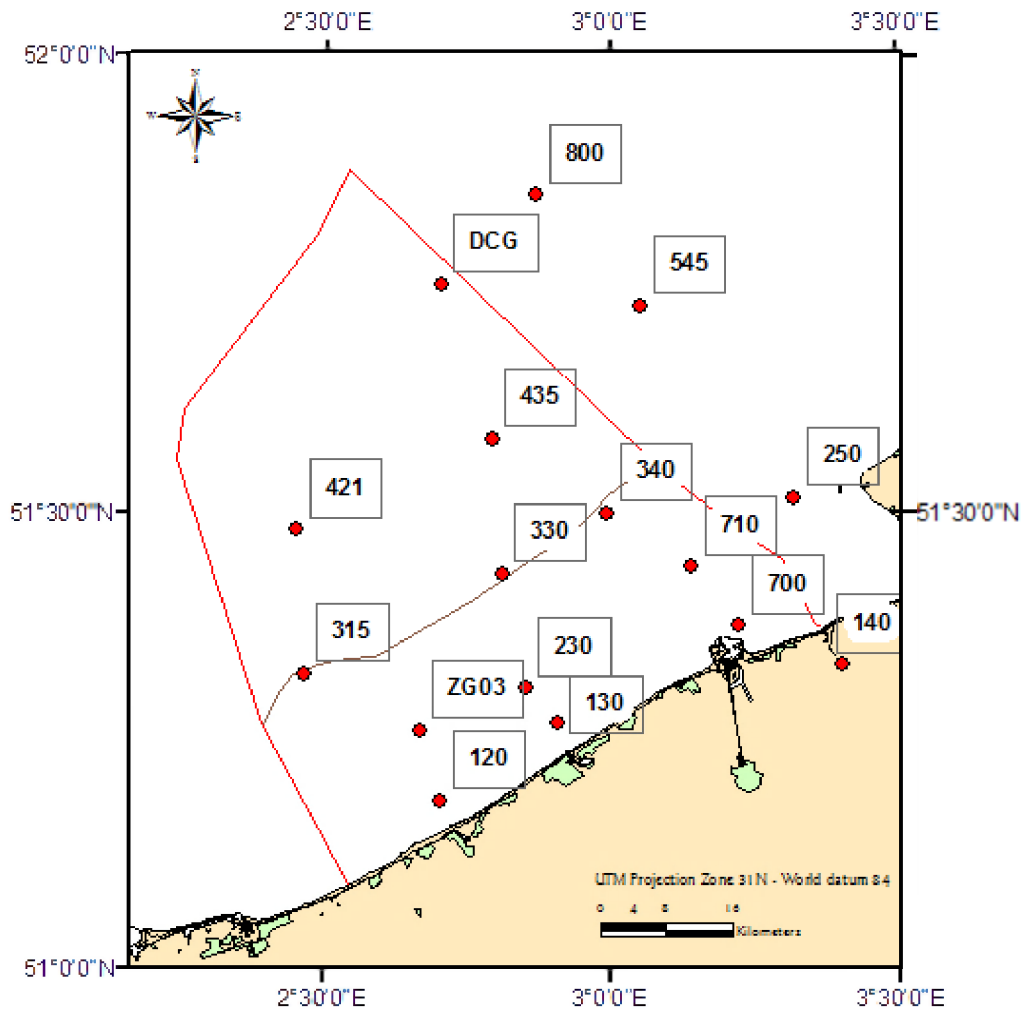 2°30'0"E 3°0'0"E 3°30'0"E
52°0'0"N
N
W E
S
800
DCG
545
435
250
340
421
51°30'0"N 51°30'0"N
710
330
700
140
315
230
ZG03
130
120
UTM Projection Zone 31N - World datum 84
0 4 8 16
Kilometers
51°0'0"N
2°30'0"E 3°0'0"E 3°30'0"E